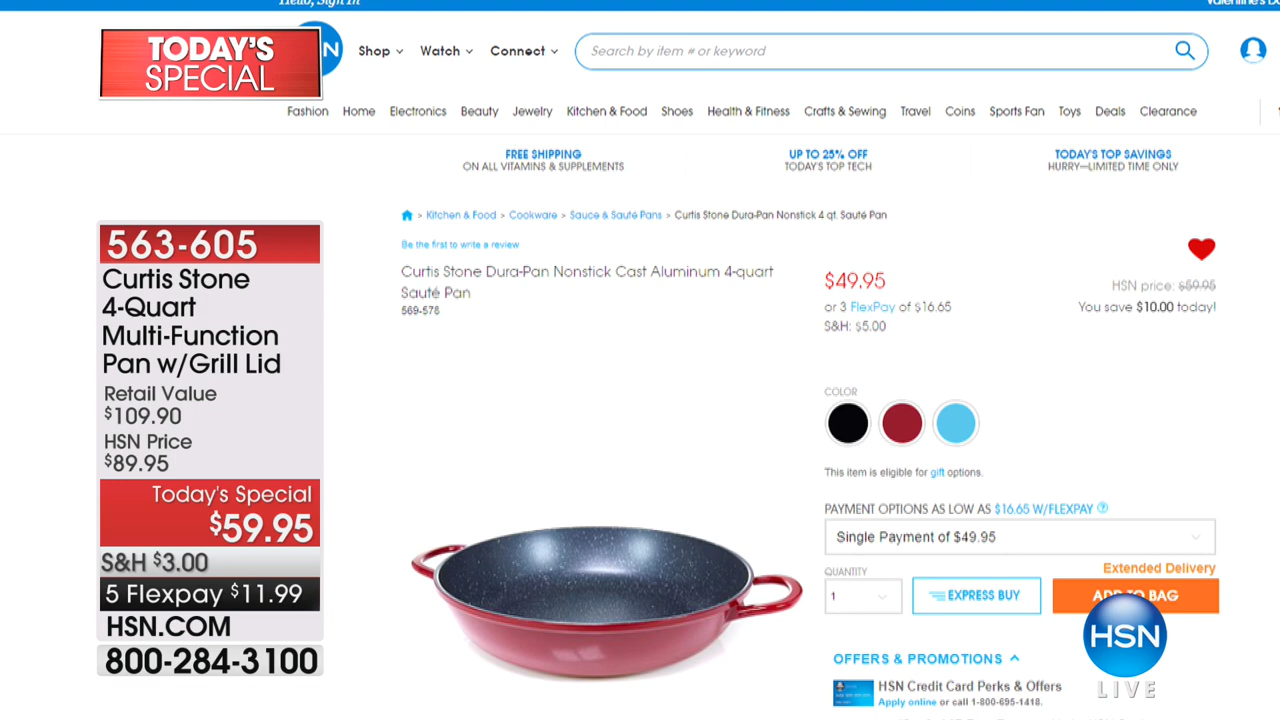 Hello, Sign In
TODAY'S
SPECIAL
N
Shop
Watch
Connect
Search by item # or keyword
Fashion
Home
Electronics
Beauty
Jewelry
Kitchen & Food
Shoes
Health & Fitness
Crafts & Sewing
Travel
Coins
Sports Fan
Toys
Deals
Clearance
FREE SHIPPING
ON ALL VITAMINS & SUPPLEMENTS
UP TO 25% OFF
TODAY'S TOP TECH
TODAY'S TOP SAVINGS
HURRY—LIMITED TIME ONLY
563-605
Curtis Stone
4-Quart
Multi-Function
Pan w/Grill Lid
Retail Value
$109.90
HSN Price
$89.95
Today's Special
$59.95
S&H $3.00
5 Flexpay $11.99
HSN.COM
800-284-3100
> Kitchen & Food > Cookware > Sauce & Sauté Pans > Curtis Stone Dura-Pan Nonstick 4 qt. Sauté Pan
Be the first to write a review
Curtis Stone Dura-Pan Nonstick Cast Aluminum 4-quart
Sauté Pan
569-578
$49.95
or 3 FlexPay of $16.65
S&H: $5.00
HSN price: $59.95
You save $10.00 today!
COLOR
This item is eligible for gift options.
PAYMENT OPTIONS AS LOW AS $16.65 W/FLEXPAY ?
Single Payment of $49.95
Extended Delivery
QUANTITY
1
EXPRESS BUY
ADD TO BAG
HSN
LIVE
OFFERS & PROMOTIONS
HSN Credit Card Perks & Offers
Apply online or call 1-800-695-1418.